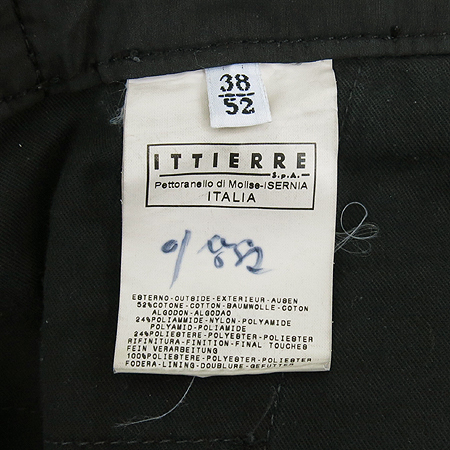 38
52
ITTIERRE
S.p.A.
Pettoranello di Molise-ISERNIA
ITALIA
ESTERNO-OUTSIDE-EXTERIEUR-AUßEN
52%COTONE-COTTON-BAUMWOLLE-COTON
ALGODON-ALGODAO
24%POLIAMMIDE-NYLON-POLYAMIDE
POLYAMID-POLIAMIDE
24%POLIESTERE-POLYESTER-POLIESTER
RIFINITURA-FINITION-FINAL TOUCHES
FEIN VERARBEITUNG
100%POLIESTERE-POLYESTER-POLIESTER
FODERA-LINING-DOUBLURE-GEFUTTER